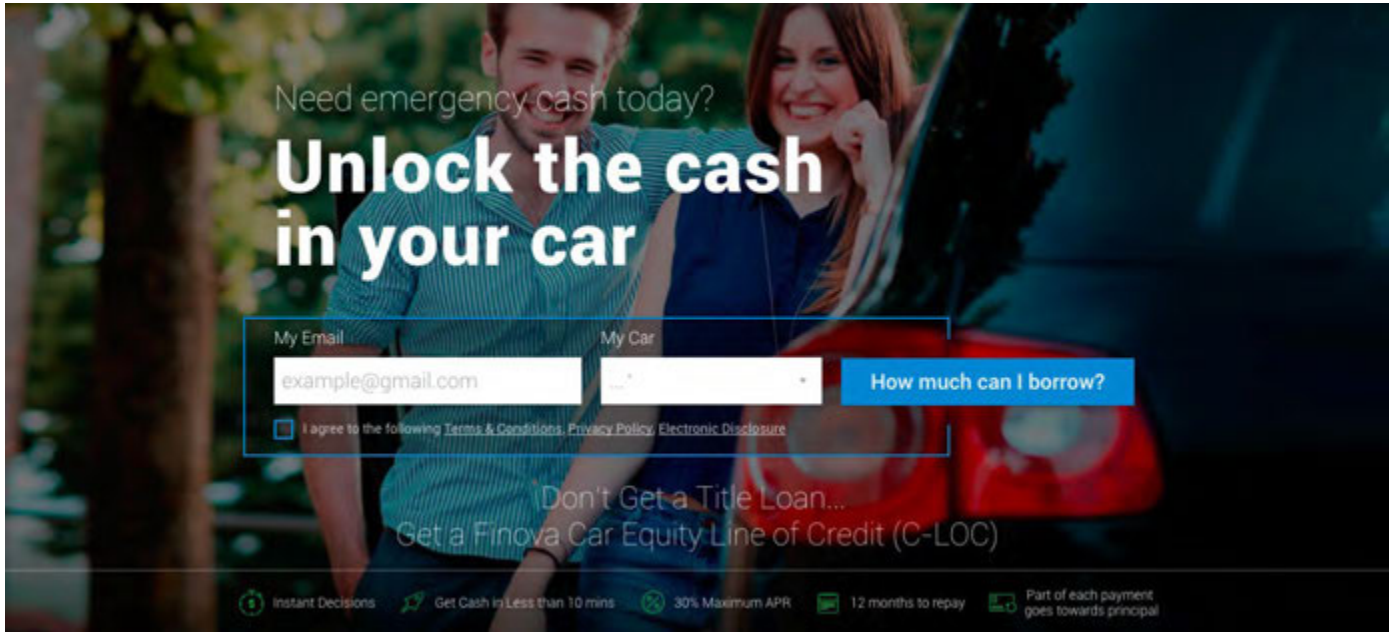 Need emergency cash today?
Unlock the cash
in your car
My Email
My Car
example@gmail.com
...*
How much can I borrow?
I agree to the following Terms & Conditions, Privacy Policy, Electronic Disclosure
Don't Get a Title Loan...
Get a Finova Car Equity Line of Credit (C-LOC)
Instant Decisions
Get Cash in Less than 10 mins
30% Maximum APR
12 months to repay
Part of each payment
goes towards principal